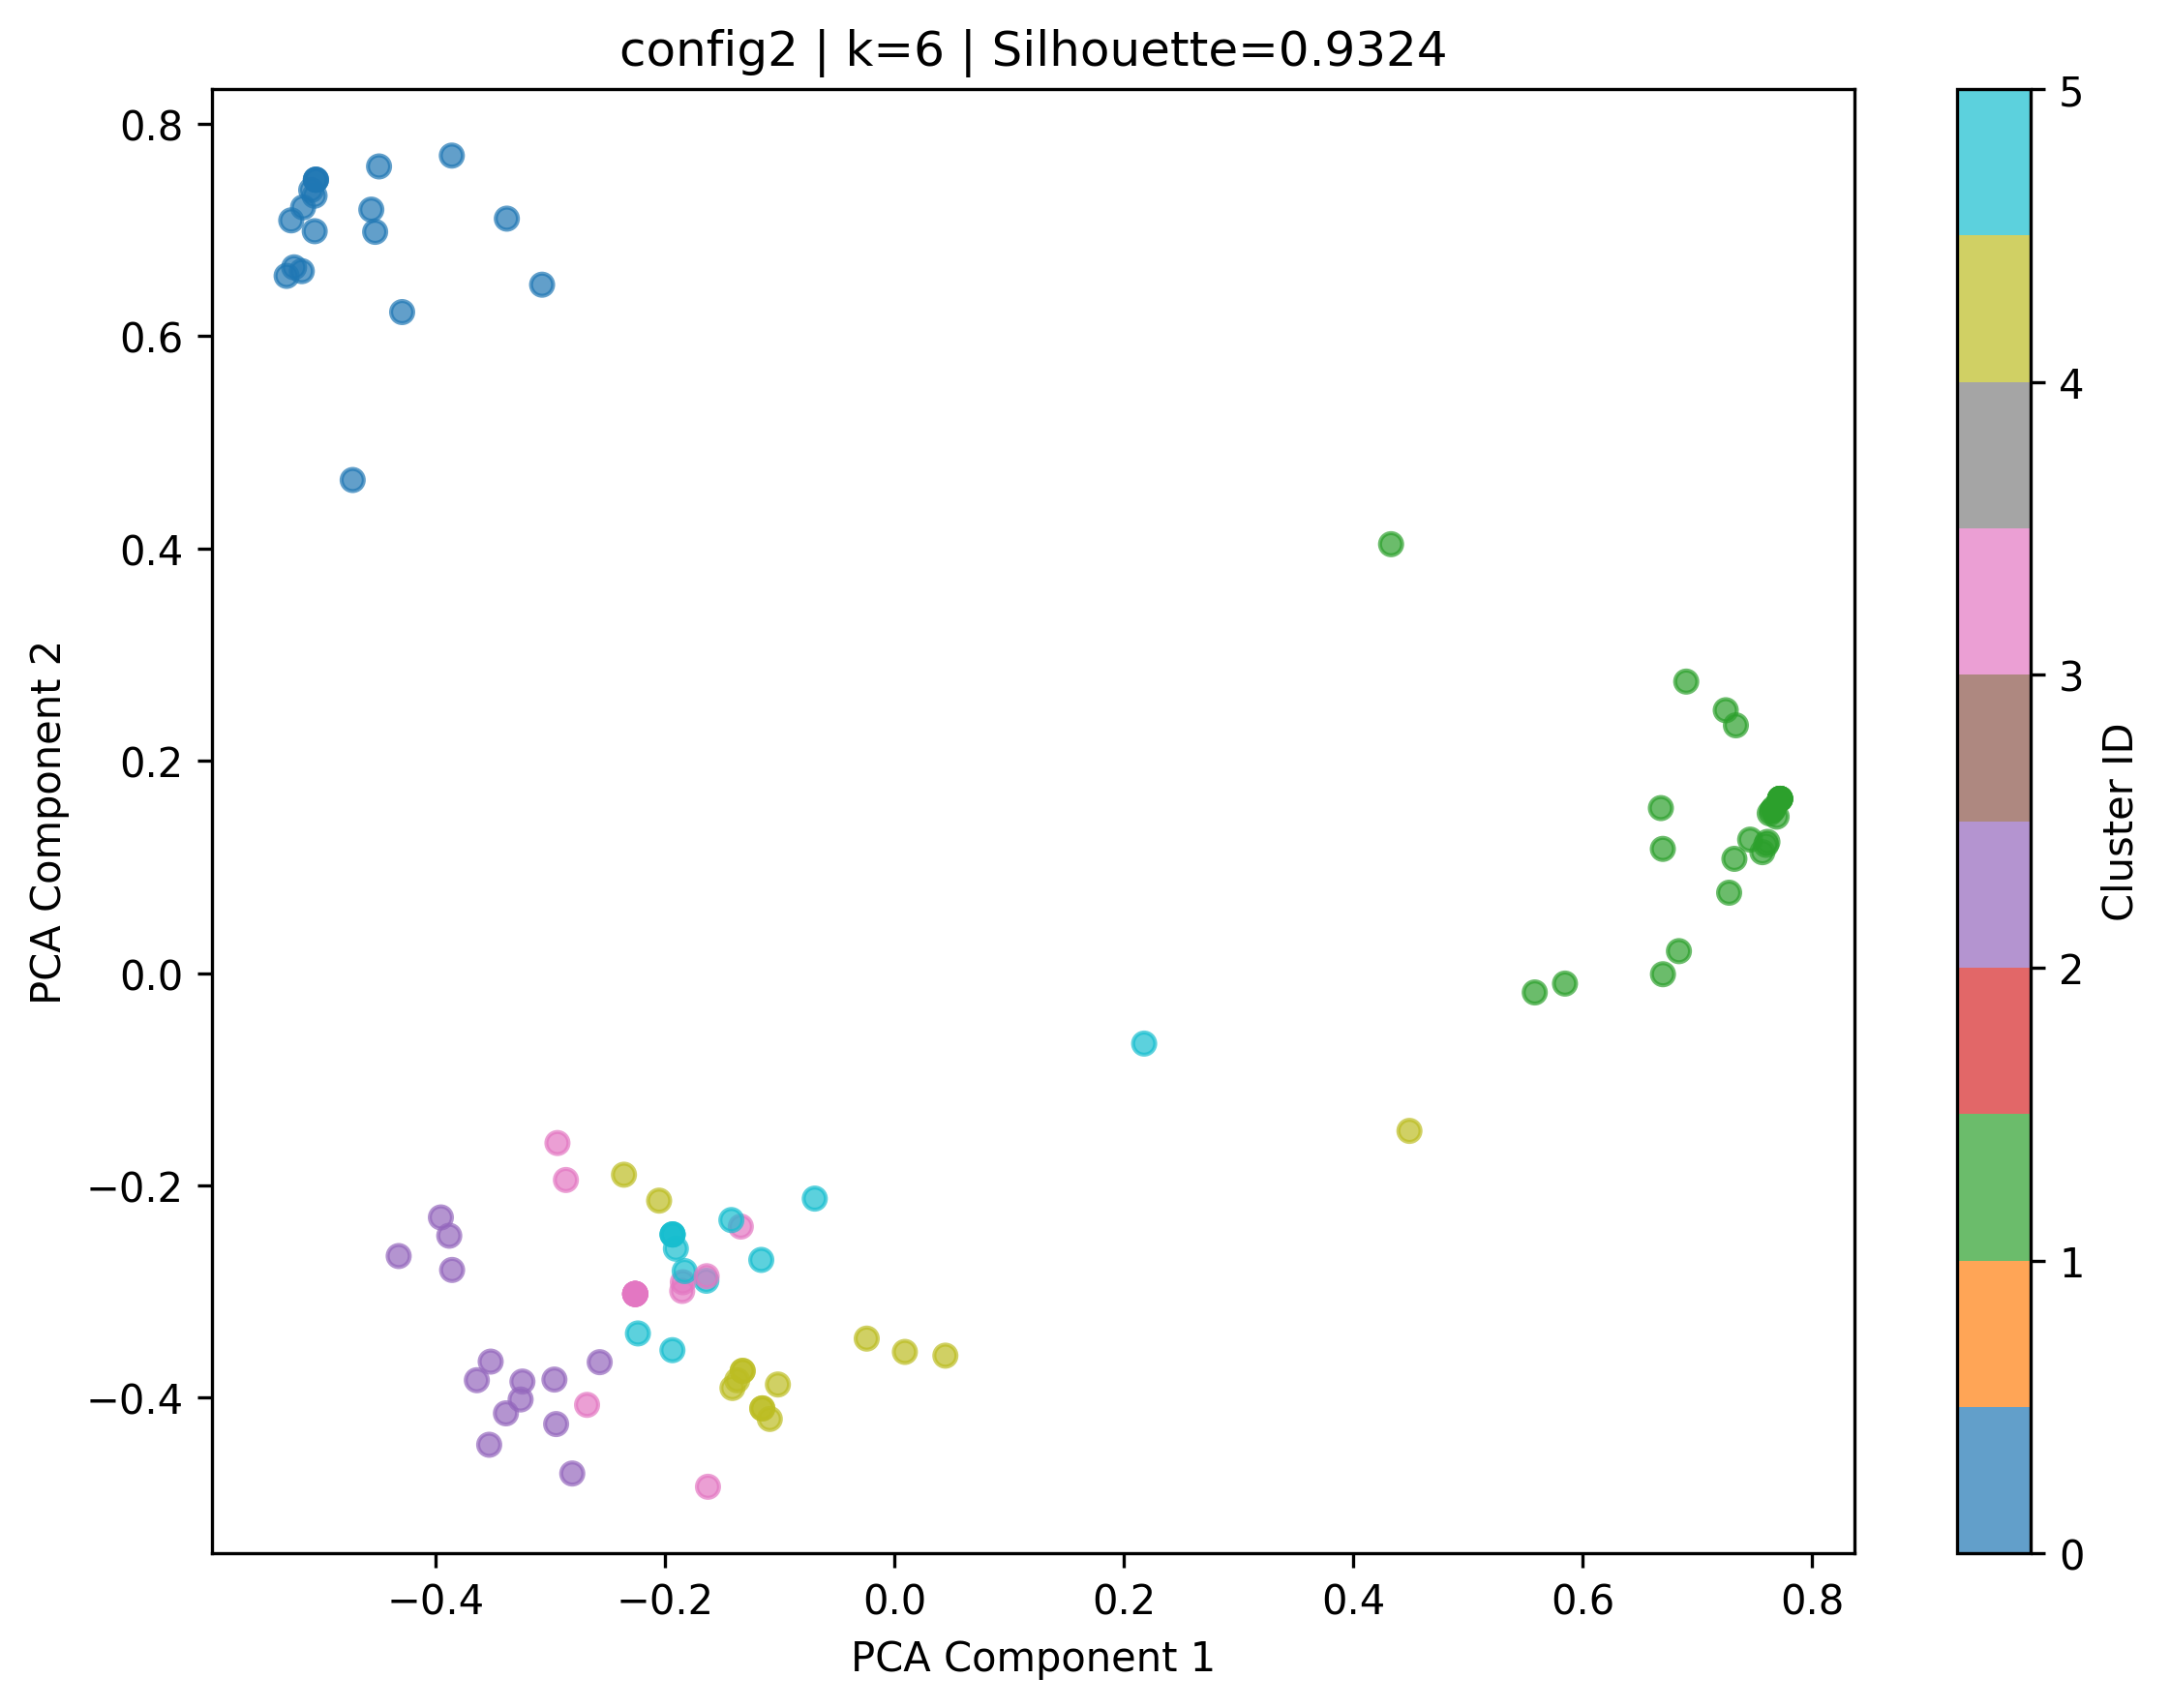 config2 | k=6 | Silhouette=0.9324
0.8
0.6
0.4
0.2
0.0
−0.2
−0.4
PCA Component 2
−0.4 −0.2 0.0 0.2 0.4 0.6 0.8
PCA Component 1
5
4
3
2
1
0
Cluster ID